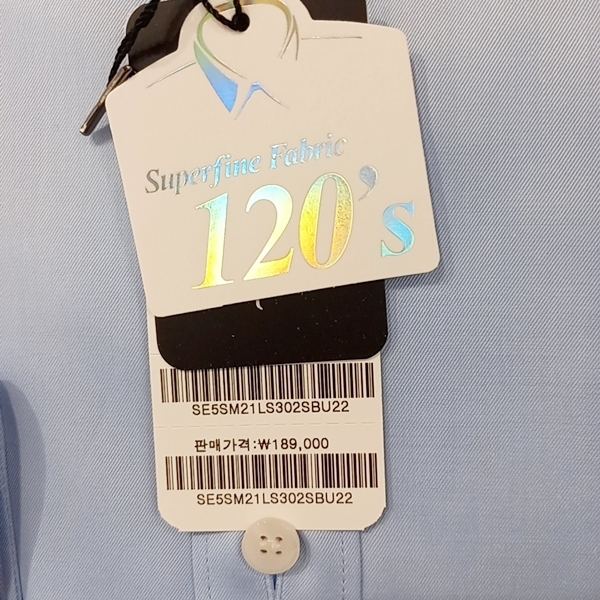 Superfine Fabric
120's
SE5SM21LS302SBU22
판매가격:₩189,000
SE5SM21LS302SBU22